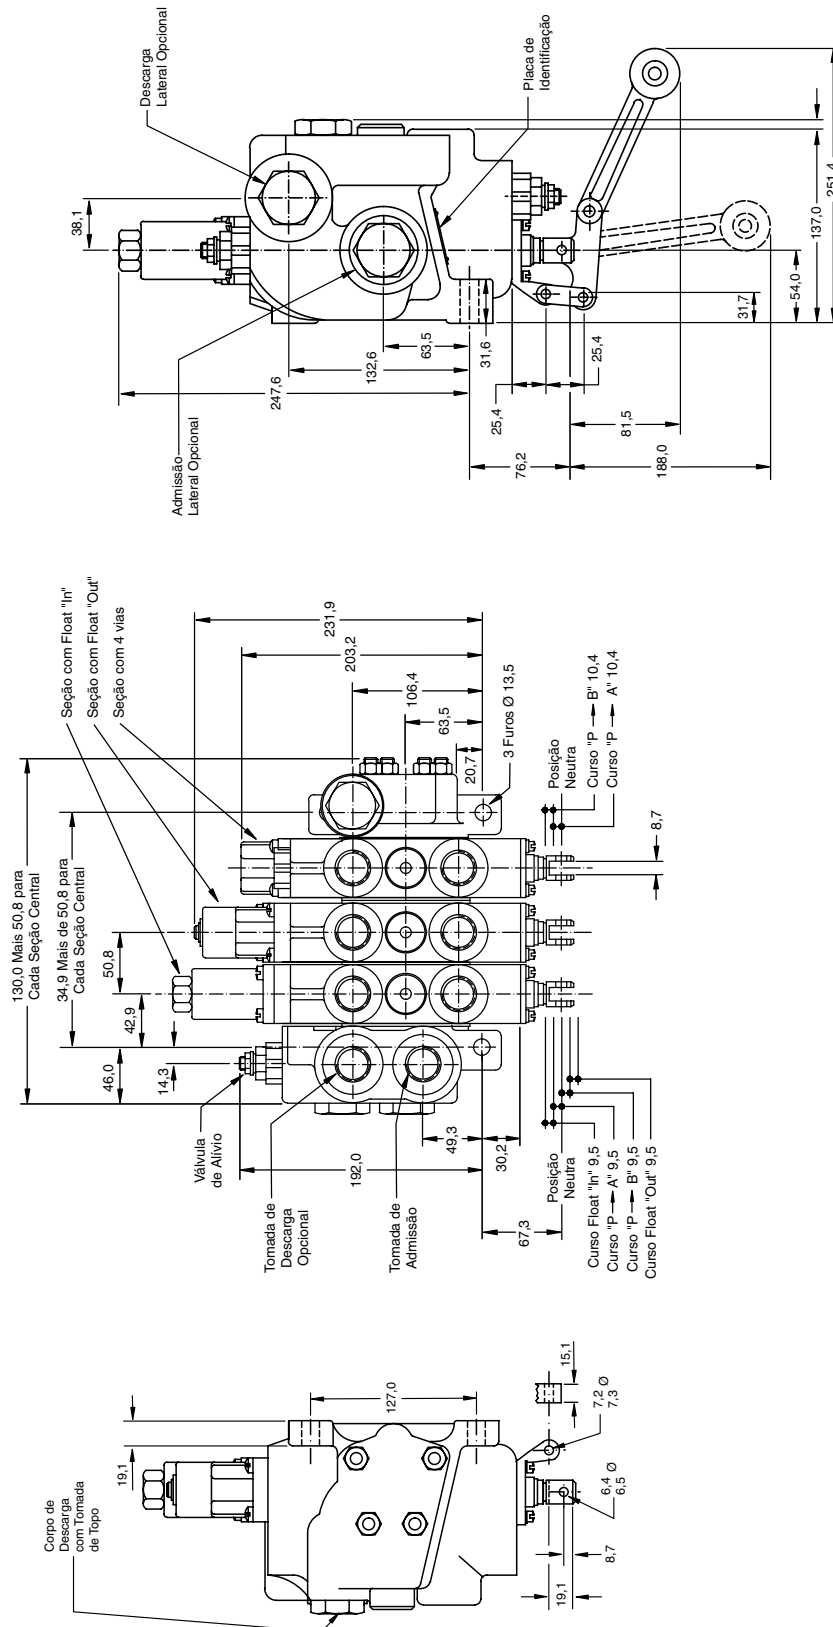 Descarga
Lateral Opcional
Placa de
Identificação
38,1
251,4
137,0
54,0
31,7
31,6
63,5
132,6
247,6
25,4
25,4
81,5
76,2
188,0
Admissão
Lateral Opcional
Seção com Float "In"
Seção com Float "Out"
Seção com 4 vias
130,0 Mais 50,8 para
Cada Seção Central
34,9 Mais de 50,8 para
Cada Seção Central
50,8
42,9
46,0
14,3
231,9
203,2
106,4
63,5
20,7
3 Furos Ø 13,5
Posição
Neutra
Curso "P → B" 10,4
Curso "P → A" 10,4
8,7
Válvula
de Alívio
192,0
49,3
30,2
67,3
Tomada de
Descarga
Opcional
Tomada de
Admissão
Posição
Neutra
Curso Float "In" 9,5
Curso "P → A" 9,5
Curso "P → B" 9,5
Curso Float "Out" 9,5
Corpo de
Descarga
com Tomada
de Topo
19,1
127,0
15,1
7,2 Ø
7,3
6,4 Ø
6,5
8,7
19,1